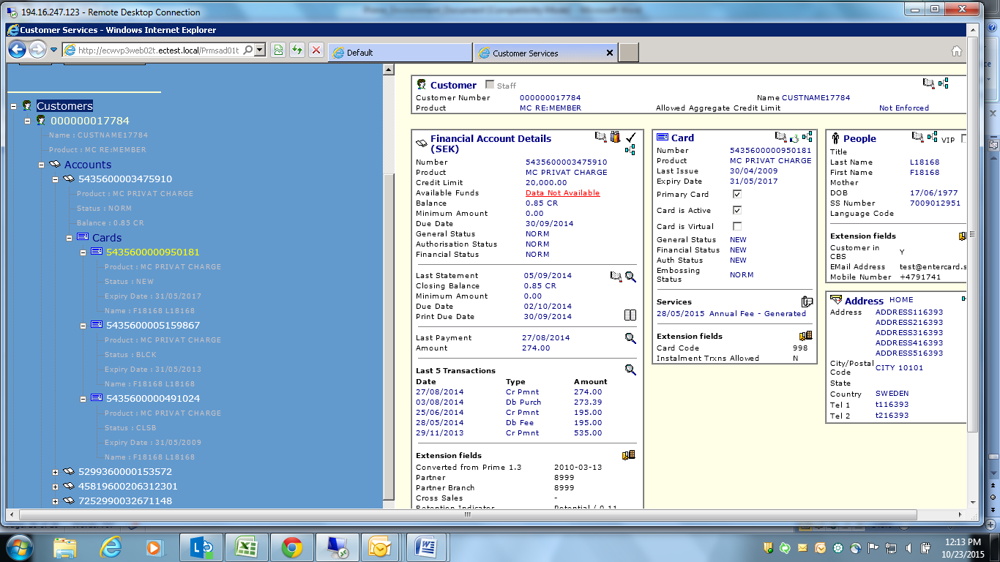 194.16.247.123 - Remote Desktop Connection
Customer Services - Windows Internet Explorer
http://ecwvp3web02t.ectest.local/Prmsad01t
Default
Customer Services
Customers
000000017784
Name : CUSTNAME17784
Product : MC RE:MEMBER
Accounts
5435600003475910
Product : MC PRIVAT CHARGE
Status : NORM
Balance : 0.85 CR
Cards
5435600000950181
Product : MC PRIVAT CHARGE
Status : NEW
Expiry Date : 31/05/2017
Name : F18168 L18168
5435600005159867
Product : MC PRIVAT CHARGE
Status : BLCK
Expiry Date : 31/05/2013
Name : F18168 L18168
5435600000491024
Product : MC PRIVAT CHARGE
Status : CLSB
Expiry Date : 31/05/2009
Name : F18168 L18168
5299360000153572
45819600206312301
7252990032671148
Customer Staff
Customer Number 000000017784 Name CUSTNAME17784
Product MC RE:MEMBER Allowed Aggregate Credit Limit Not Enforced
Financial Account Details
(SEK)
Number 5435600003475910
Product MC PRIVAT CHARGE
Credit Limit 20,000.00
Available Funds Data Not Available
Balance 0.85 CR
Minimum Amount 0.00
Due Date 30/09/2014
General Status NORM
Authorisation Status NORM
Financial Status NORM
Last Statement 05/09/2014
Closing Balance 0.85 CR
Minimum Amount 0.00
Due Date 02/10/2014
Print Due Date 30/09/2014
Last Payment 27/08/2014
Amount 274.00
Last 5 Transactions
Date Type Amount
27/08/2014 Cr Pmnt 274.00
03/08/2014 Db Purch 273.39
25/06/2014 Cr Pmnt 195.00
28/05/2014 Db Fee 195.00
29/11/2013 Cr Pmnt 535.00
Extension fields
Converted from Prime 1.3 2010-03-13
Partner 8999
Partner Branch 8999
Cross Sales -
Retention Indicator Potential / 0.11
Card
Number 5435600000950181
Product MC PRIVAT CHARGE
Last Issue 30/04/2009
Expiry Date 31/05/2017
Primary Card
Card is Active
Card is Virtual
General Status NEW
Financial Status NEW
Auth Status NEW
Embossing
Status NORM
Services
28/05/2015 Annual Fee - Generated
Extension fields
Card Code 998
Instalment Trxns Allowed N
People VIP
Title
Last Name L18168
First Name F18168
Mother
DOB 17/06/1977
SS Number 7009012951
Language Code
Extension fields
Customer in
CBS Y
EMail Address test@entercard.s
Mobile Number +4791741
Address HOME
Address ADDRESS116393
ADDRESS216393
ADDRESS316393
ADDRESS416393
ADDRESS516393
City/Postal
Code CITY 10101
State
Country SWEDEN
Tel 1 t116393
Tel 2 t216393
12:13 PM
10/23/2015